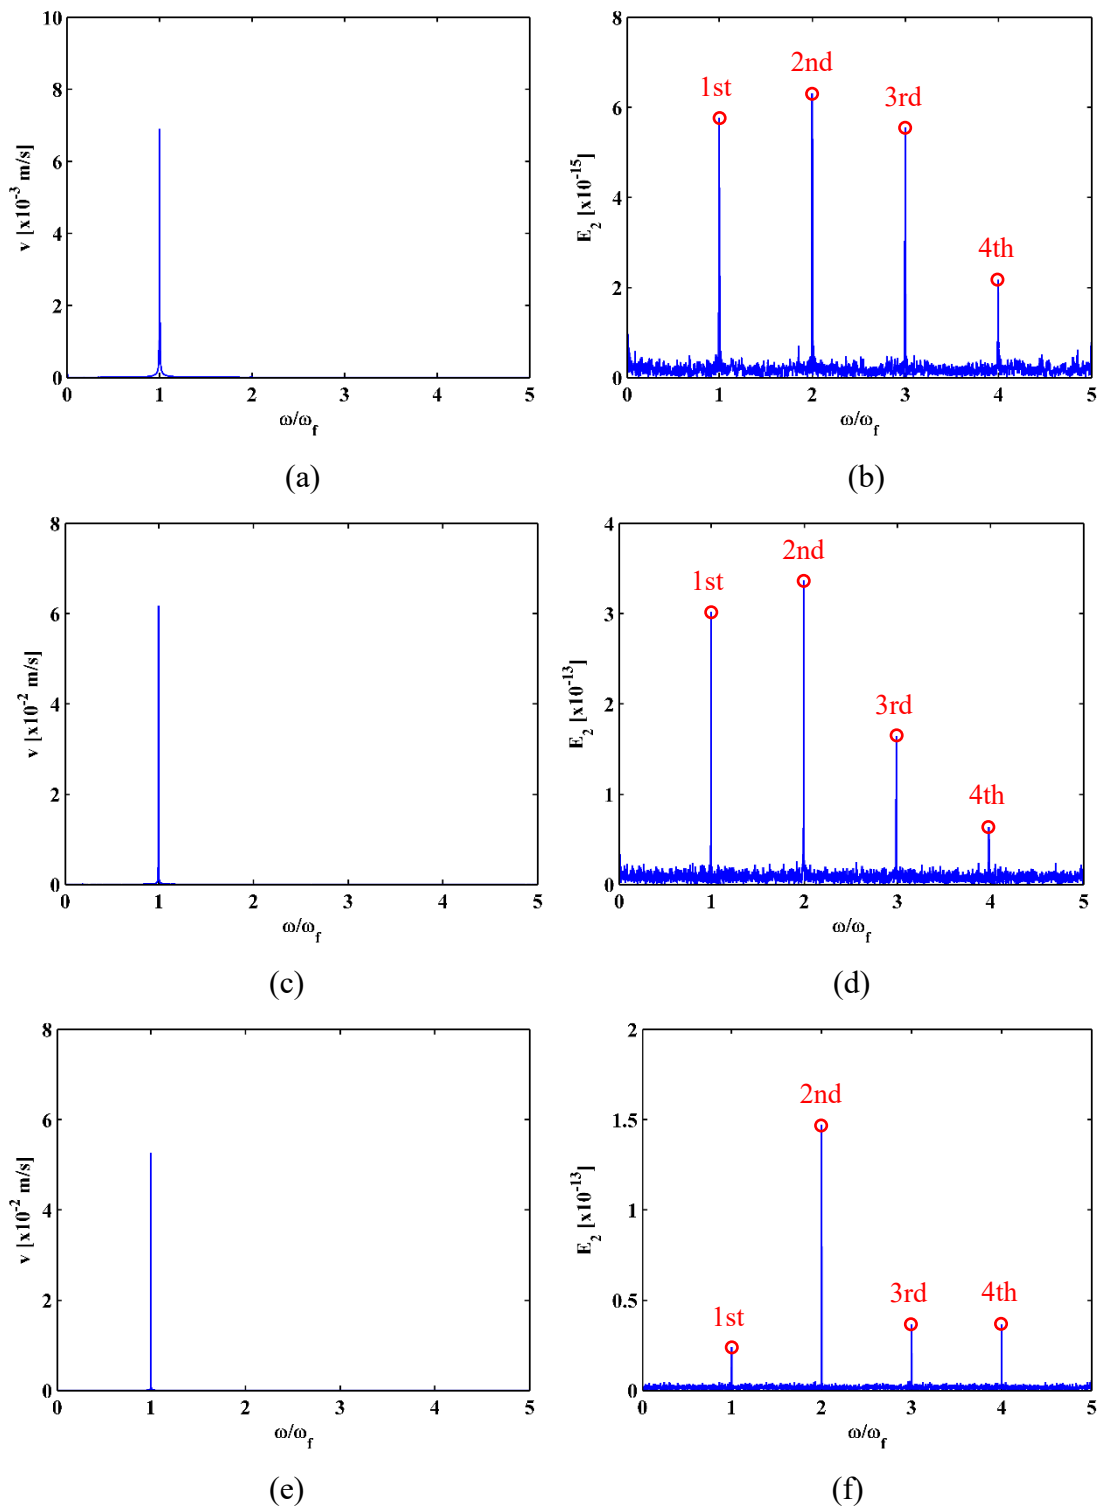 10
8
6
4
2
0
v [x10⁻³ m/s]
0 1 2 3 4 5
ω/ω_f
(a)
8
6
4
2
0
E₂ [x10⁻¹⁵]
1st
2nd
3rd
4th
0 1 2 3 4 5
ω/ω_f
(b)
8
6
4
2
0
v [x10⁻² m/s]
0 1 2 3 4 5
ω/ω_f
(c)
4
3
2
1
0
E₂ [x10⁻¹³]
1st
2nd
3rd
4th
0 1 2 3 4 5
ω/ω_f
(d)
8
6
4
2
0
v [x10⁻² m/s]
0 1 2 3 4 5
ω/ω_f
(e)
2
1.5
1
0.5
0
E₂ [x10⁻¹³]
1st
2nd
3rd
4th
0 1 2 3 4 5
ω/ω_f
(f)